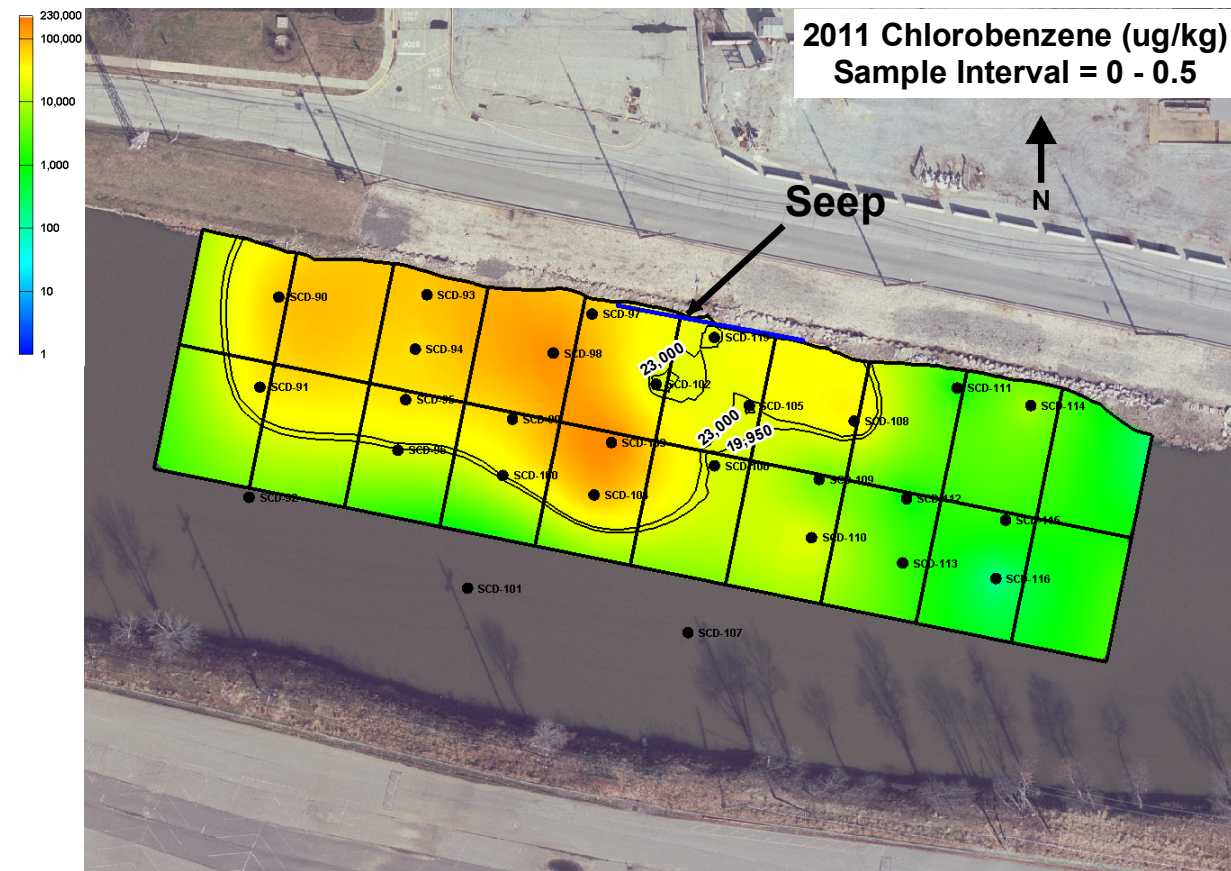 230,000
100,000
10,000
1,000
100
10
1
2011 Chlorobenzene (ug/kg)
Sample Interval = 0 - 0.5
N
Seep
SCD-90
SCD-93
SCD-97
SCD-119
SCD-94
SCD-98
23,000
SCD-102
SCD-91
SCD-95
SCD-99
SCD-105
SCD-108
SCD-111
SCD-114
23,000
19,950
SCD-96
SCD-100
SCD-103
SCD-106
SCD-109
SCD-92
SCD-104
SCD-112
SCD-115
SCD-110
SCD-113
SCD-116
SCD-101
SCD-107